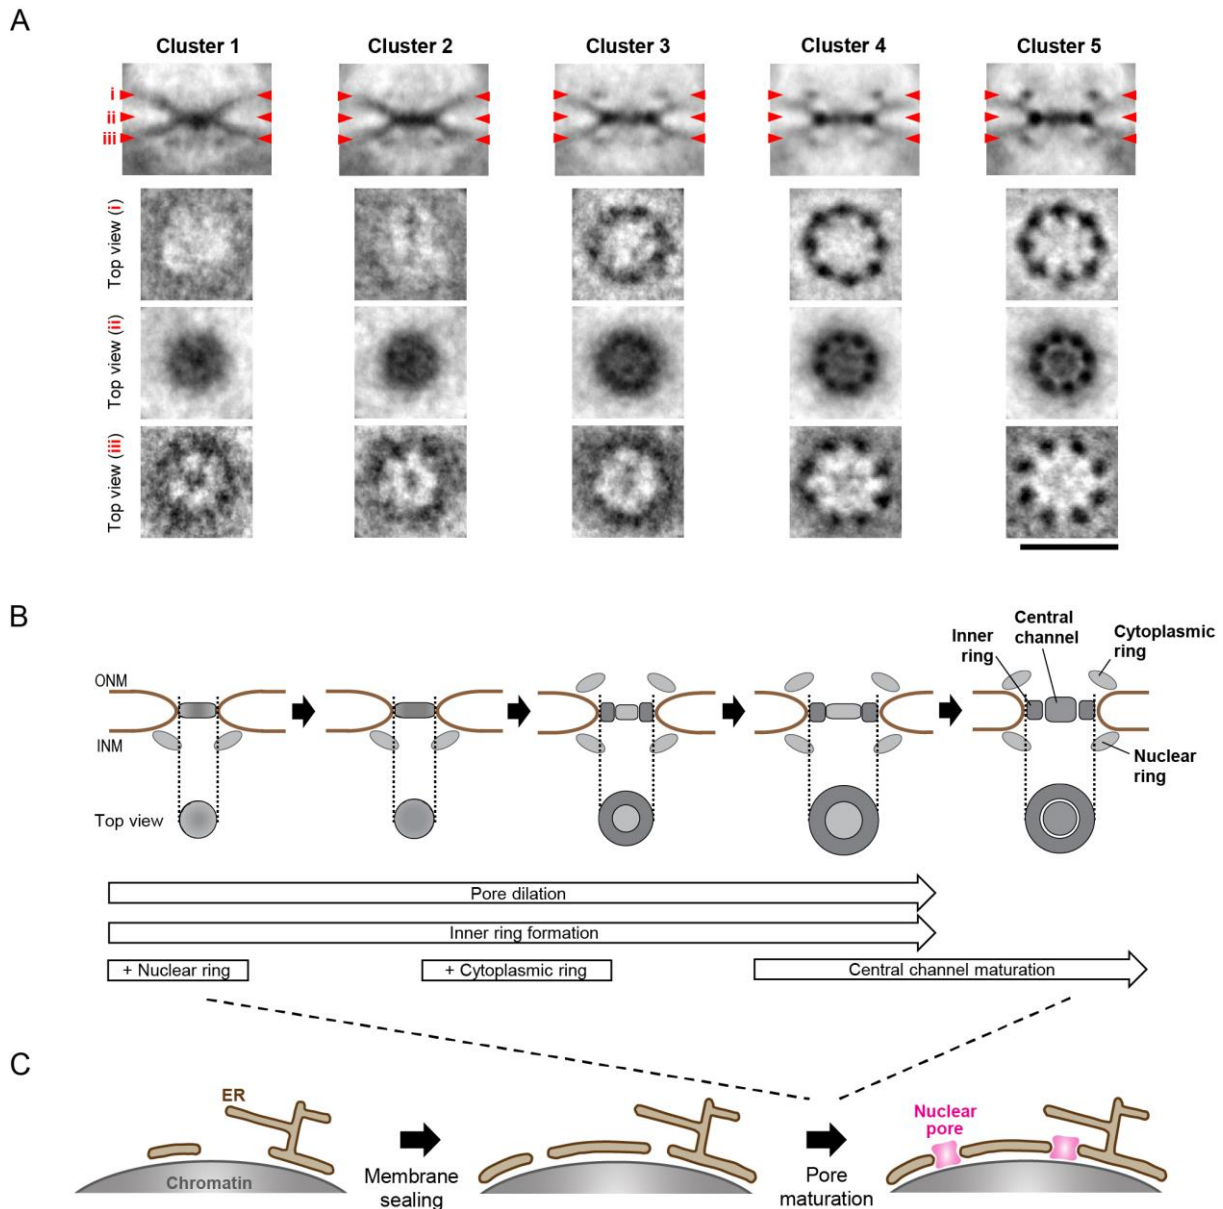 A
Cluster 1 Cluster 2 Cluster 3 Cluster 4 Cluster 5
i
ii
iii
Top view (i)
Top view (ii)
Top view (iii)
B
Inner ring
Central channel
Cytoplasmic ring
ONM
INM
Nuclear ring
Top view
Pore dilation
Inner ring formation
+ Nuclear ring + Cytoplasmic ring Central channel maturation
C
ER
Chromatin
Membrane sealing
Nuclear pore
Pore maturation